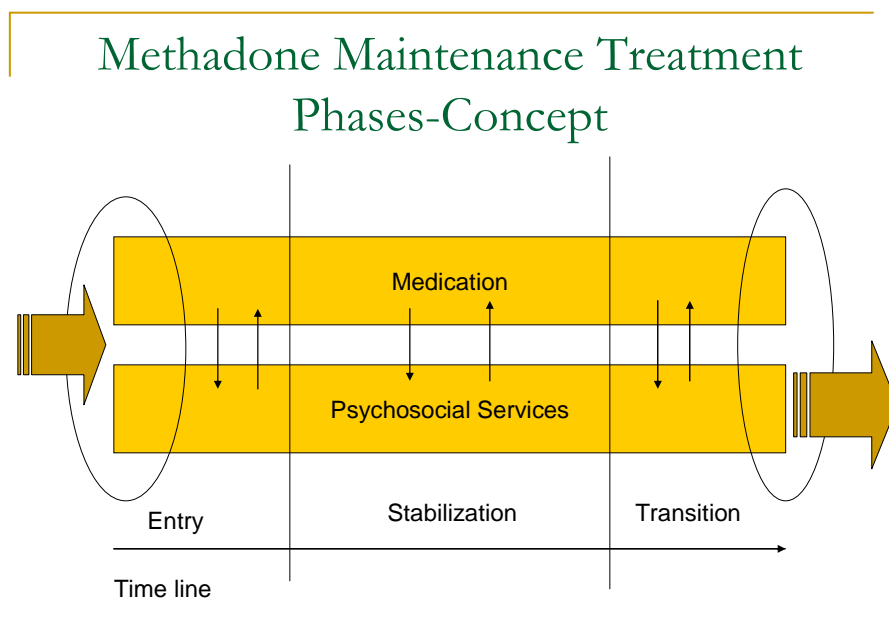 Methadone Maintenance Treatment
Phases-Concept
Medication
Psychosocial Services
Entry
Stabilization
Transition
Time line